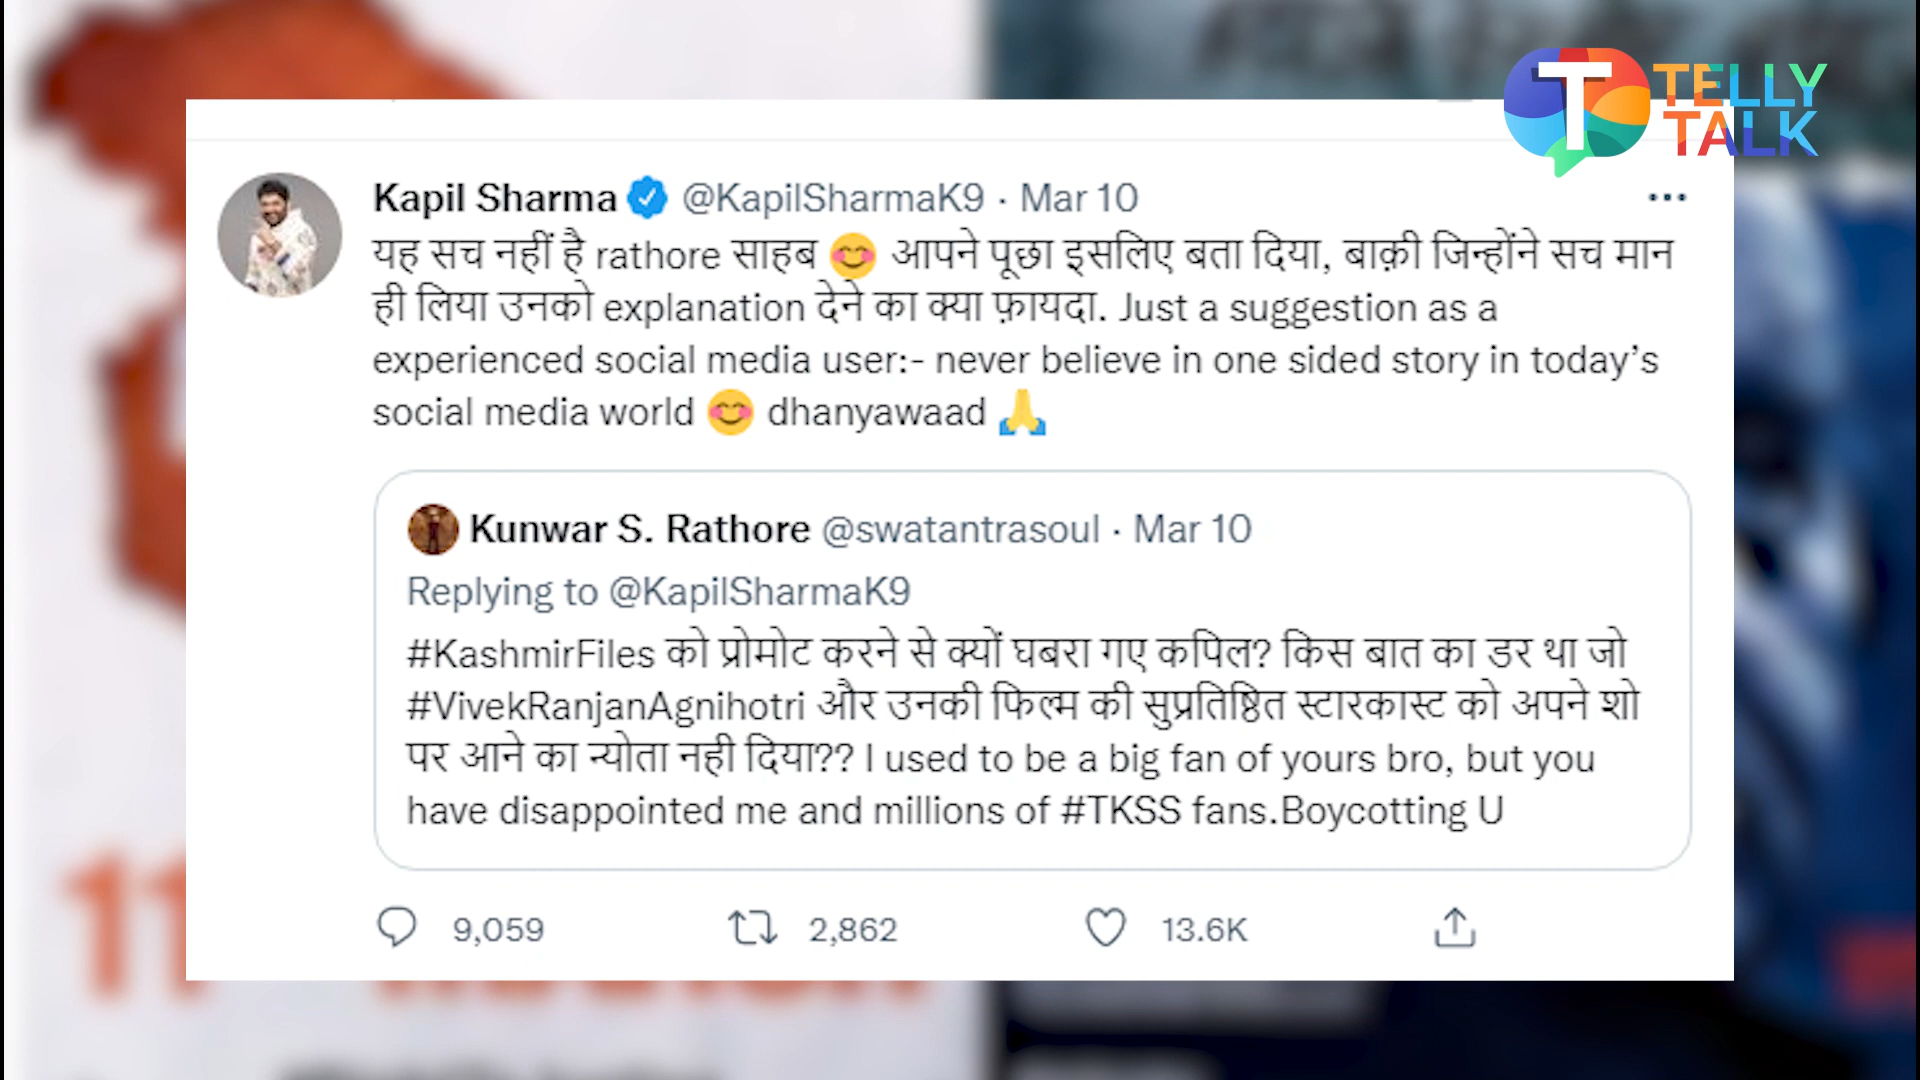 TELLY
TALK
Kapil Sharma @KapilSharmaK9 · Mar 10
यह सच नहीं है rathore साहब 😊 आपने पूछा इसलिए बता दिया, बाक़ी जिन्होंने सच मान
ही लिया उनको explanation देने का क्या फ़ायदा. Just a suggestion as a
experienced social media user:- never believe in one sided story in today’s
social media world 😊 dhanyawaad 🙏
Kunwar S. Rathore @swatantrasoul · Mar 10
Replying to @KapilSharmaK9
#KashmirFiles को प्रोमोट करने से क्यों घबरा गए कपिल? किस बात का डर था जो
#VivekRanjanAgnihotri और उनकी फिल्म की सुप्रतिष्ठित स्टारकास्ट को अपने शो
पर आने का न्योता नही दिया?? I used to be a big fan of yours bro, but you
have disappointed me and millions of #TKSS fans.Boycotting U
9,059 2,862 13.6K